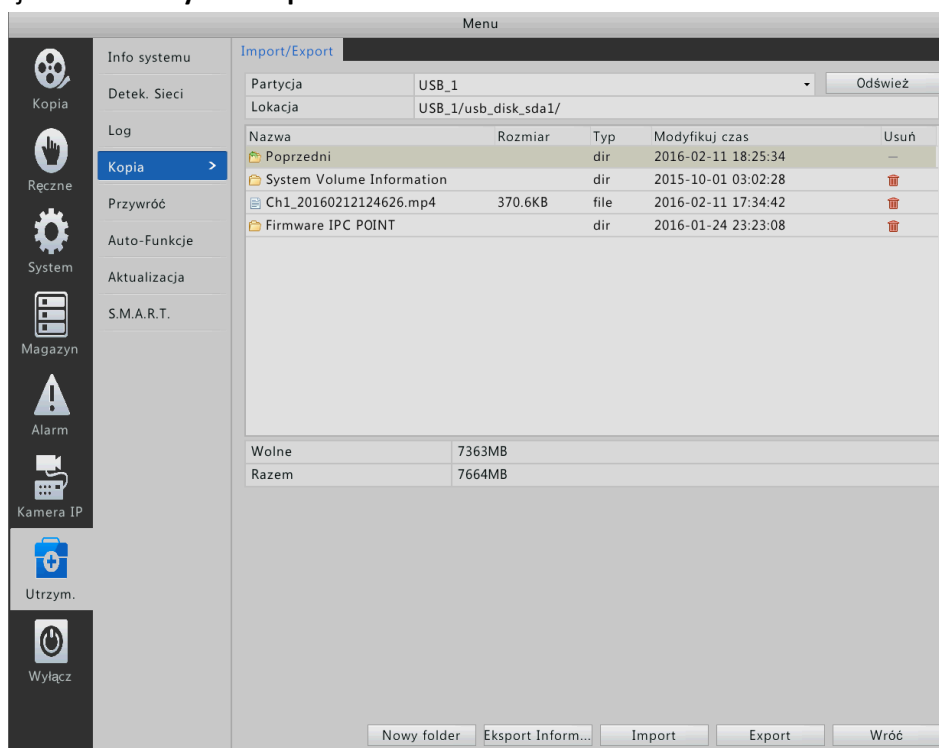 Menu
Kopia
Ręczne
System
Magazyn
Alarm
Kamera IP
Utrzym.
Wyłącz
Info systemu
Detek. Sieci
Log
Kopia >
Przywróć
Auto-Funkcje
Aktualizacja
S.M.A.R.T.
Import/Export
Partycja USB_1 Odśwież
Lokacja USB_1/usb_disk_sda1/
Nazwa Rozmiar Typ Modyfikuj czas Usuń
Poprzedni dir 2016-02-11 18:25:34 —
System Volume Information dir 2015-10-01 03:02:28
Ch1_20160212124626.mp4 370.6KB file 2016-02-11 17:34:42
Firmware IPC POINT dir 2016-01-24 23:23:08
Wolne 7363MB
Razem 7664MB
Nowy folder Eksport Inform... Import Export Wróć